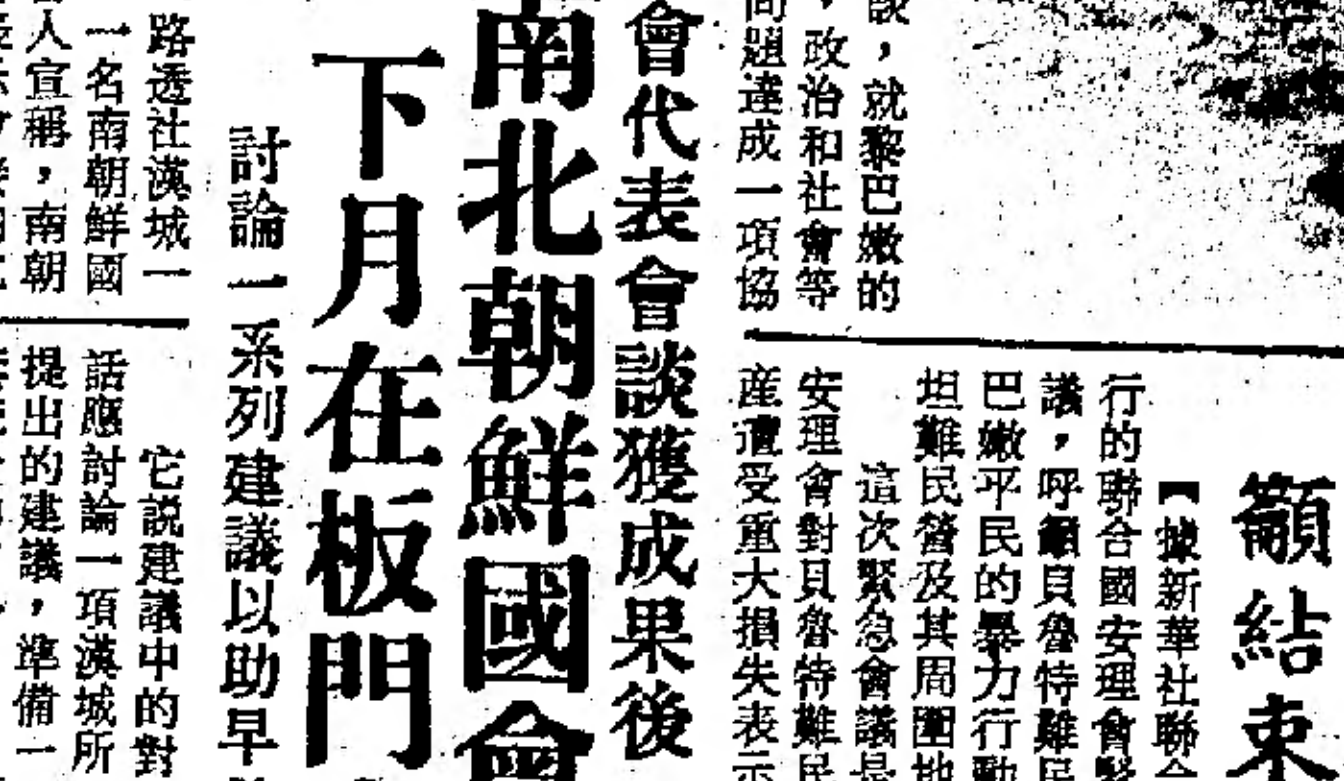 談，就黎巴嫩的
，政治和社會等
問題達成一項協
籲結束
【據新華社聯合
行的聯合國安理會緊
議，呼籲貝魯特難民
巴嫩平民的暴力行動
坦難民營及其周圍地
這次緊急會議是
安理會對貝魯特難民
產遭受重大損失表示
會代表會談獲成果後
南北朝鮮國會
下月在板門
討論一系列建議以助早
路透社漢城一
一名南朝鮮國
人宣稱，南朝
它説建議中的對
話應討論一項漢城所
提出的建議，準備一